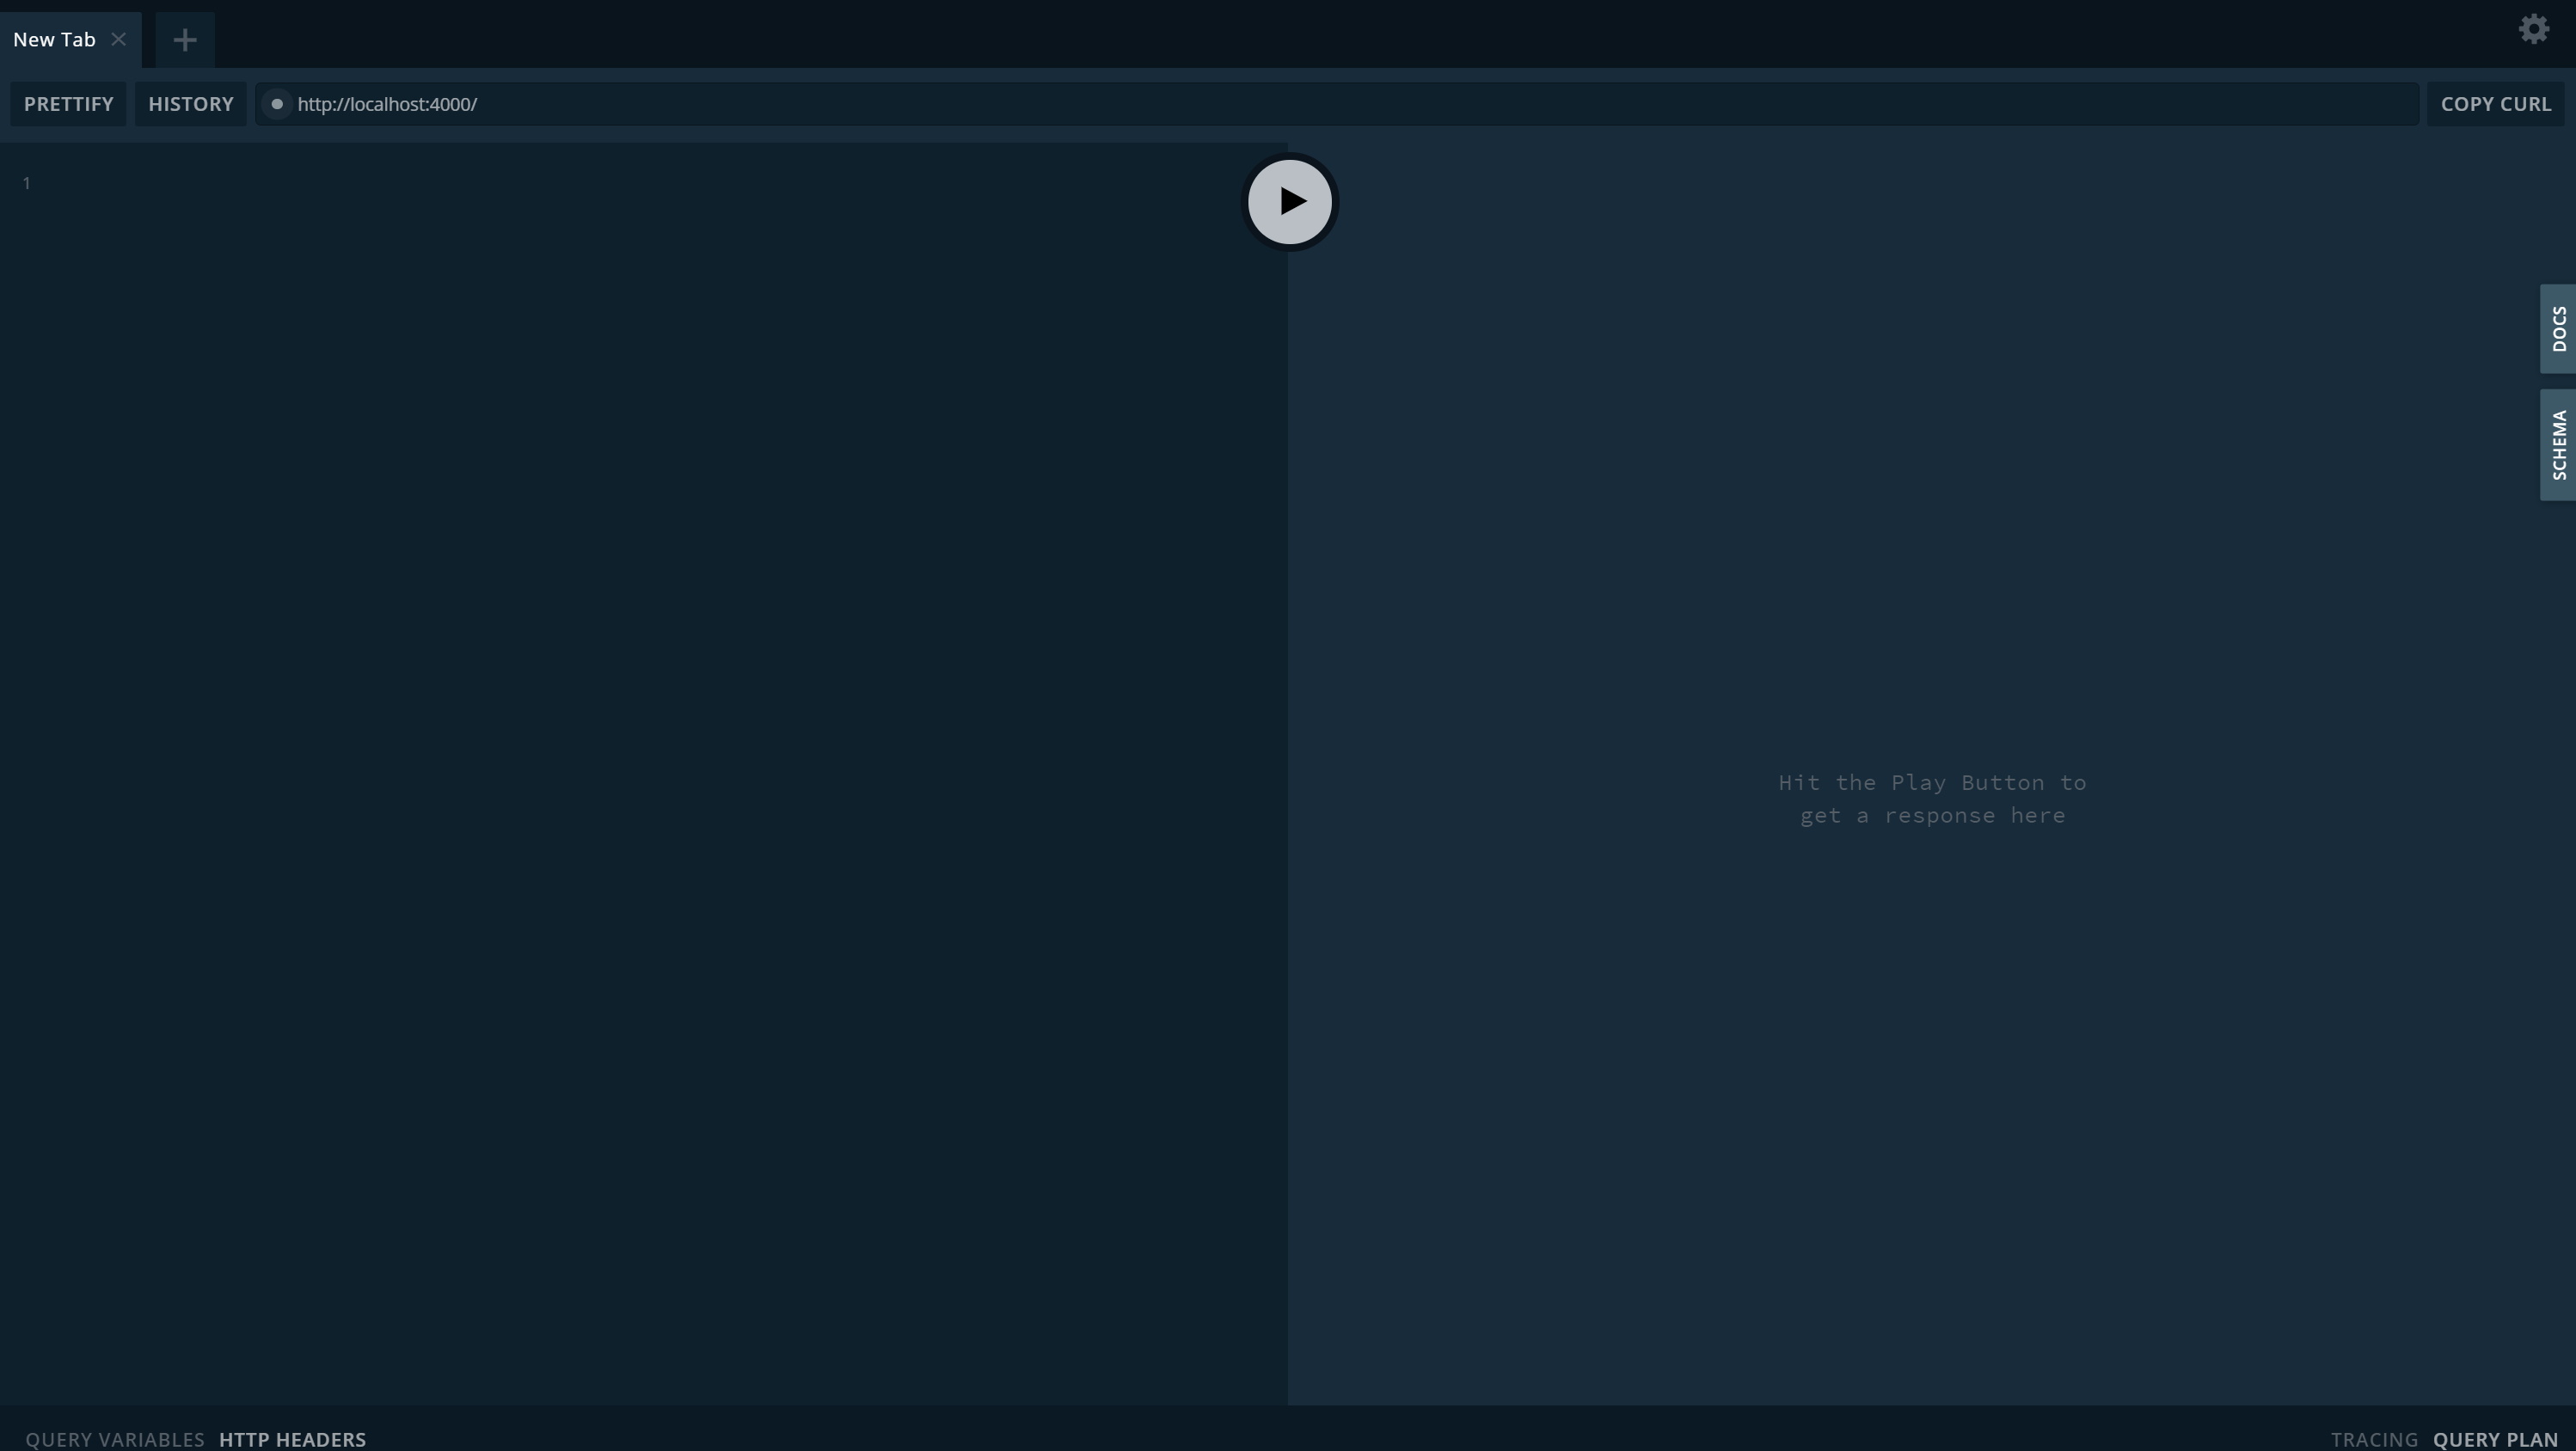 New Tab
PRETTIFY
HISTORY
http://localhost:4000/
COPY CURL
1
DOCS
SCHEMA
Hit the Play Button to
get a response here
QUERY VARIABLES
HTTP HEADERS
TRACING
QUERY PLAN